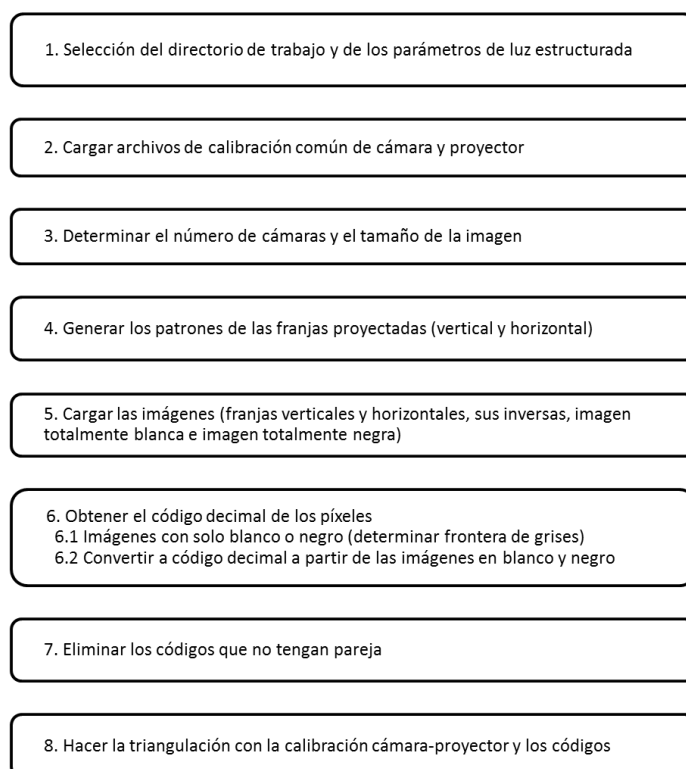 1. Selección del directorio de trabajo y de los parámetros de luz estructurada
2. Cargar archivos de calibración común de cámara y proyector
3. Determinar el número de cámaras y el tamaño de la imagen
4. Generar los patrones de las franjas proyectadas (vertical y horizontal)
5. Cargar las imágenes (franjas verticales y horizontales, sus inversas, imagen
totalmente blanca e imagen totalmente negra)
6. Obtener el código decimal de los píxeles
6.1 Imágenes con solo blanco o negro (determinar frontera de grises)
6.2 Convertir a código decimal a partir de las imágenes en blanco y negro
7. Eliminar los códigos que no tengan pareja
8. Hacer la triangulación con la calibración cámara-proyector y los códigos